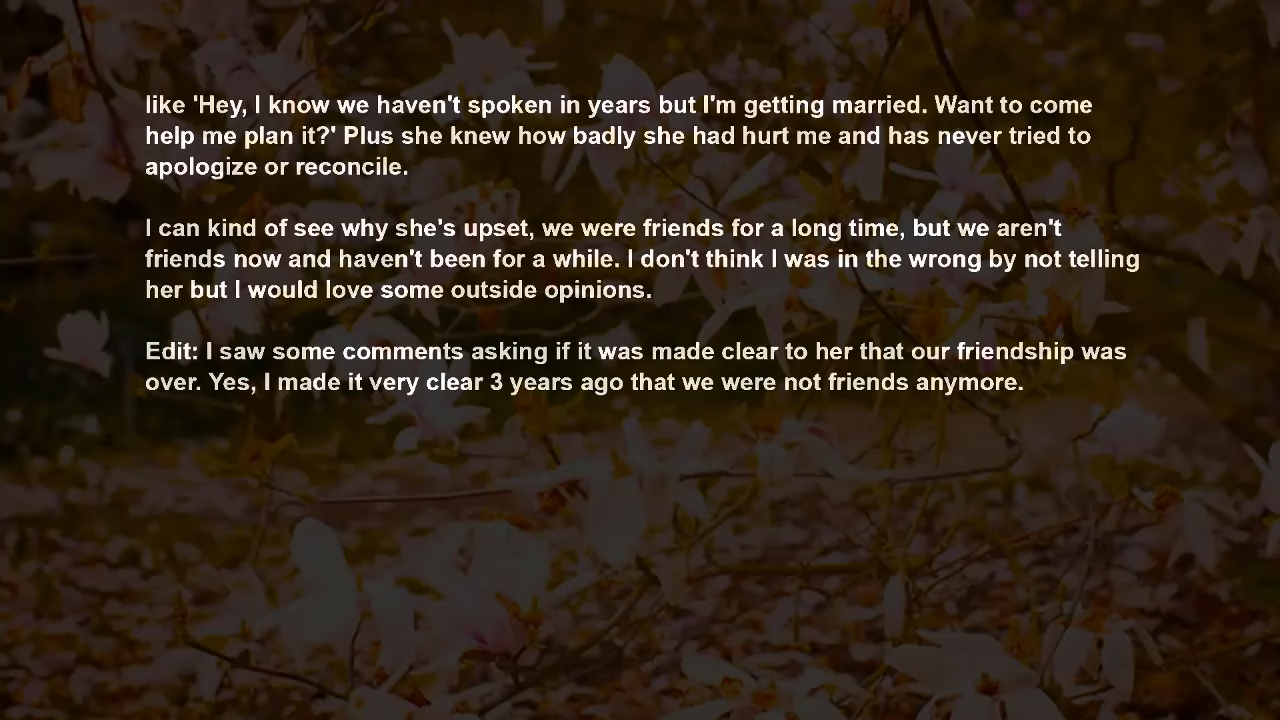 like 'Hey, I know we haven't spoken in years but I'm getting married. Want to come
help me plan it?' Plus she knew how badly she had hurt me and has never tried to
apologize or reconcile.
I can kind of see why she's upset, we were friends for a long time, but we aren't
friends now and haven't been for a while. I don't think I was in the wrong by not telling
her but I would love some outside opinions.
Edit: I saw some comments asking if it was made clear to her that our friendship was
over. Yes, I made it very clear 3 years ago that we were not friends anymore.